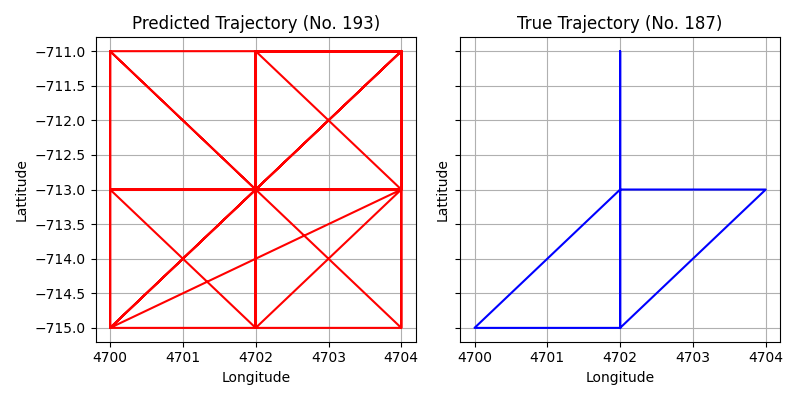 Predicted Trajectory (No. 193)
True Trajectory (No. 187)
−711.0
−711.5
−712.0
−712.5
−713.0
−713.5
−714.0
−714.5
−715.0
Lattitude
Lattitude
4700 4701 4702 4703 4704
4700 4701 4702 4703 4704
Longitude
Longitude